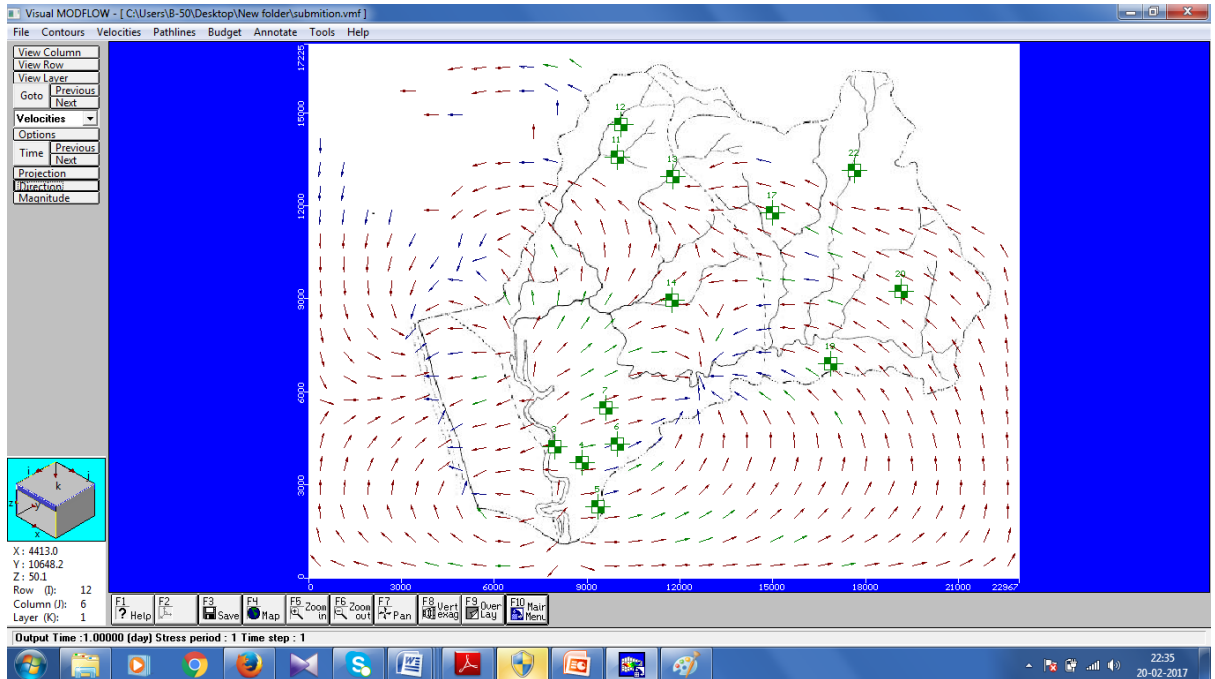 Visual MODFLOW - [ C:\Users\B-50\Desktop\New folder\submition.vmf ]
File Contours Velocities Pathlines Budget Annotate Tools Help
View Column
View Row
View Layer
Goto Previous
Next
Velocities
Options
Time Previous
Next
Projection
Direction
Magnitude
17225
15000
12000
9000
6000
3000
0
12
11
13
22
17
14
20
19
7
3
6
4
5
0 3000 6000 9000 12000 15000 18000 21000 22967
i j
k
z
y
x
X : 4413.0
Y : 10648.2
Z : 50.1
Row (I): 12
Column (J): 6
Layer (K): 1
F1 ? Help
F2
F3 Save
F4 Map
F5 Zoom in
F6 Zoom out
F7 Pan
F8 Vert exag
F9 Over Lay
F10 Main Menu
Output Time :1.00000 (day) Stress period : 1 Time step : 1
22:35
20-02-2017